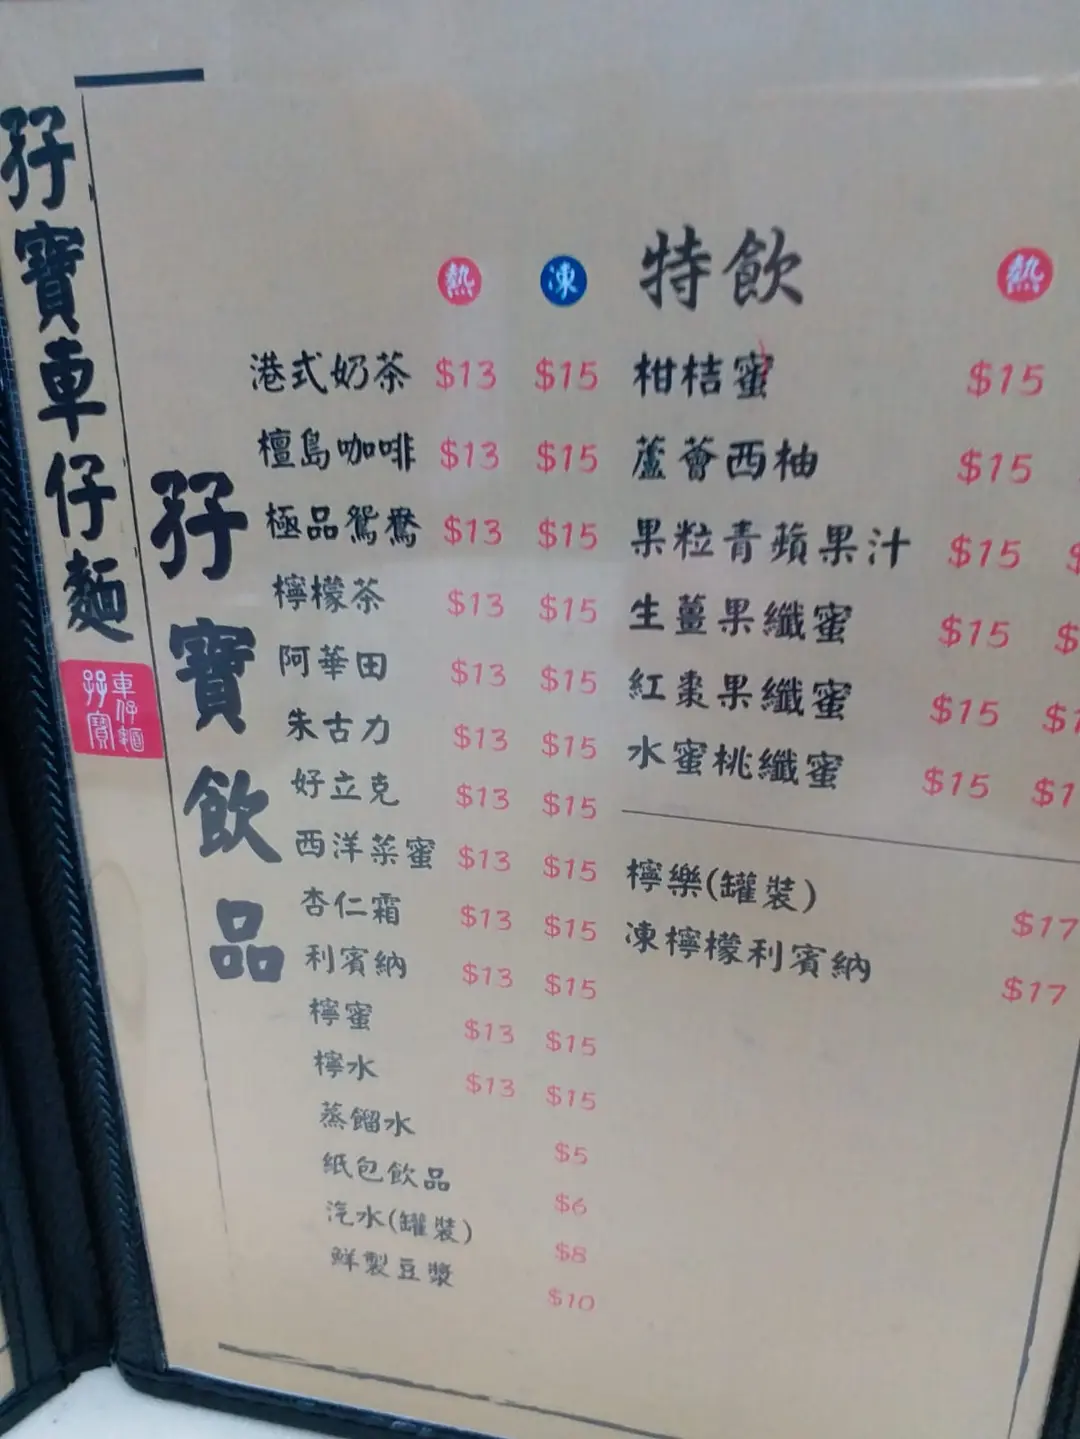 孖寶車仔麵
孖寶車仔麵
孖寶飲品
熱 凍
港式奶茶 $13 $15
檀島咖啡 $13 $15
極品鴛鴦 $13 $15
檸檬茶 $13 $15
阿華田 $13 $15
朱古力 $13 $15
好立克 $13 $15
西洋菜蜜 $13 $15
杏仁霜 $13 $15
利賓納 $13 $15
檸蜜 $13 $15
檸水 $13 $15
蒸餾水 $5
紙包飲品 $6
汽水(罐裝) $8
鮮製豆漿 $10
特飲 熱
柑桔蜜 $15
蘆薈西柚 $15
果粒青蘋果汁 $15 $
生薑果纖蜜 $15 $
紅棗果纖蜜 $15 $1
水蜜桃纖蜜 $15 $1
檸樂(罐裝) $17
凍檸檬利賓納 $17